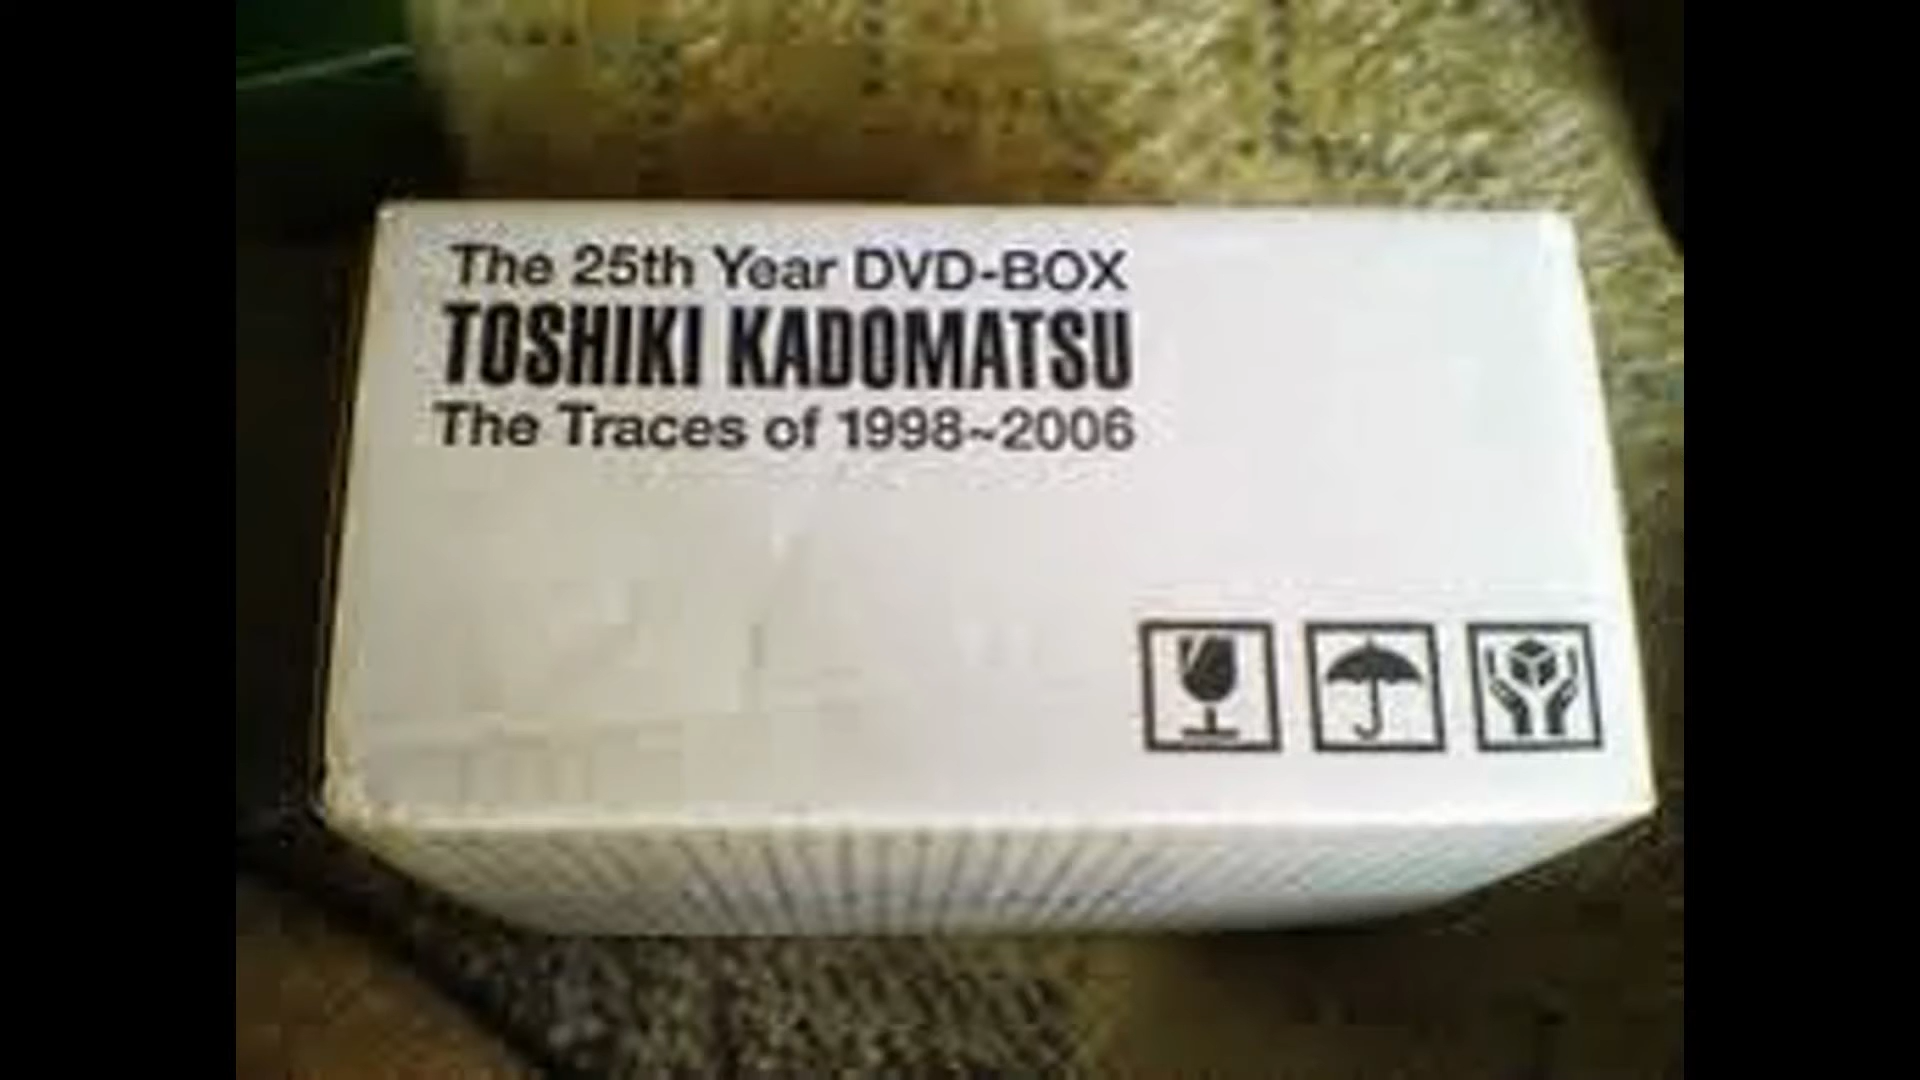 The 25th Year DVD-BOX
TOSHIKI KADOMATSU
The Traces of 1998~2006